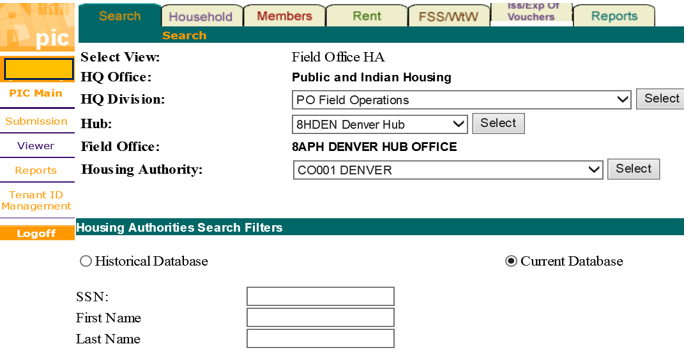 Search Household Members Rent FSS/WtW Iss/Exp Of Vouchers Reports
Search
pic
PIC Main
Submission
Viewer
Reports
Tenant ID
Management
Logoff
Select View: Field Office HA
HQ Office: Public and Indian Housing
HQ Division: PO Field Operations Select
Hub: 8HDEN Denver Hub Select
Field Office: 8APH DENVER HUB OFFICE
Housing Authority: CO001 DENVER Select
Housing Authorities Search Filters
Historical Database Current Database
SSN:
First Name
Last Name